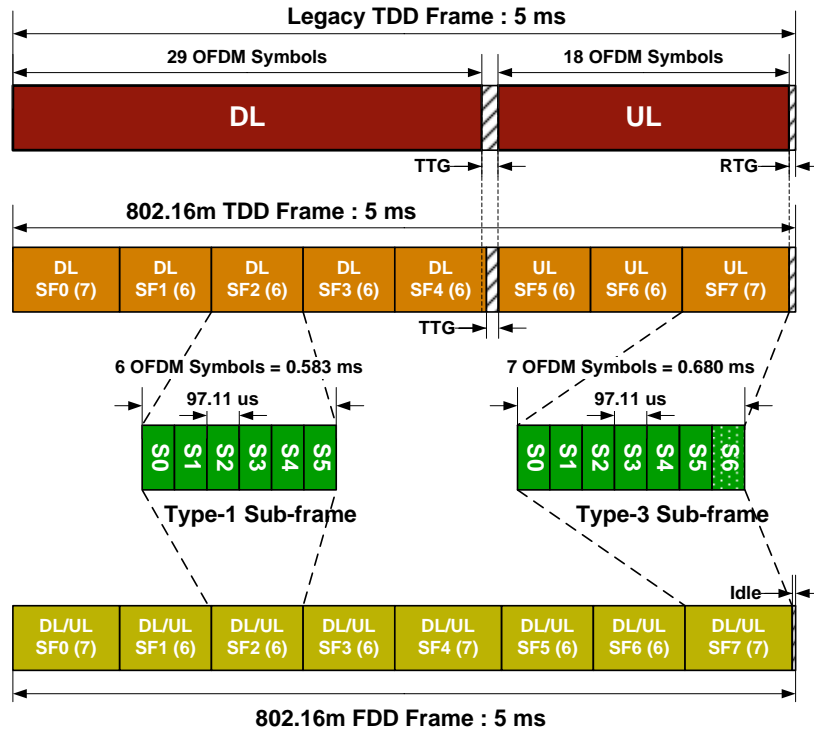 Legacy TDD Frame : 5 ms
29 OFDM Symbols
18 OFDM Symbols
DL
UL
TTG
RTG
802.16m TDD Frame : 5 ms
DL
SF0 (7)
DL
SF1 (6)
DL
SF2 (6)
DL
SF3 (6)
DL
SF4 (6)
UL
SF5 (6)
UL
SF6 (6)
UL
SF7 (7)
TTG
6 OFDM Symbols = 0.583 ms
7 OFDM Symbols = 0.680 ms
97.11 us
97.11 us
S0
S1
S2
S3
S4
S5
S0
S1
S2
S3
S4
S5
S6
Type-1 Sub-frame
Type-3 Sub-frame
Idle
DL/UL
SF0 (7)
DL/UL
SF1 (6)
DL/UL
SF2 (6)
DL/UL
SF3 (6)
DL/UL
SF4 (7)
DL/UL
SF5 (6)
DL/UL
SF6 (6)
DL/UL
SF7 (7)
802.16m FDD Frame : 5 ms